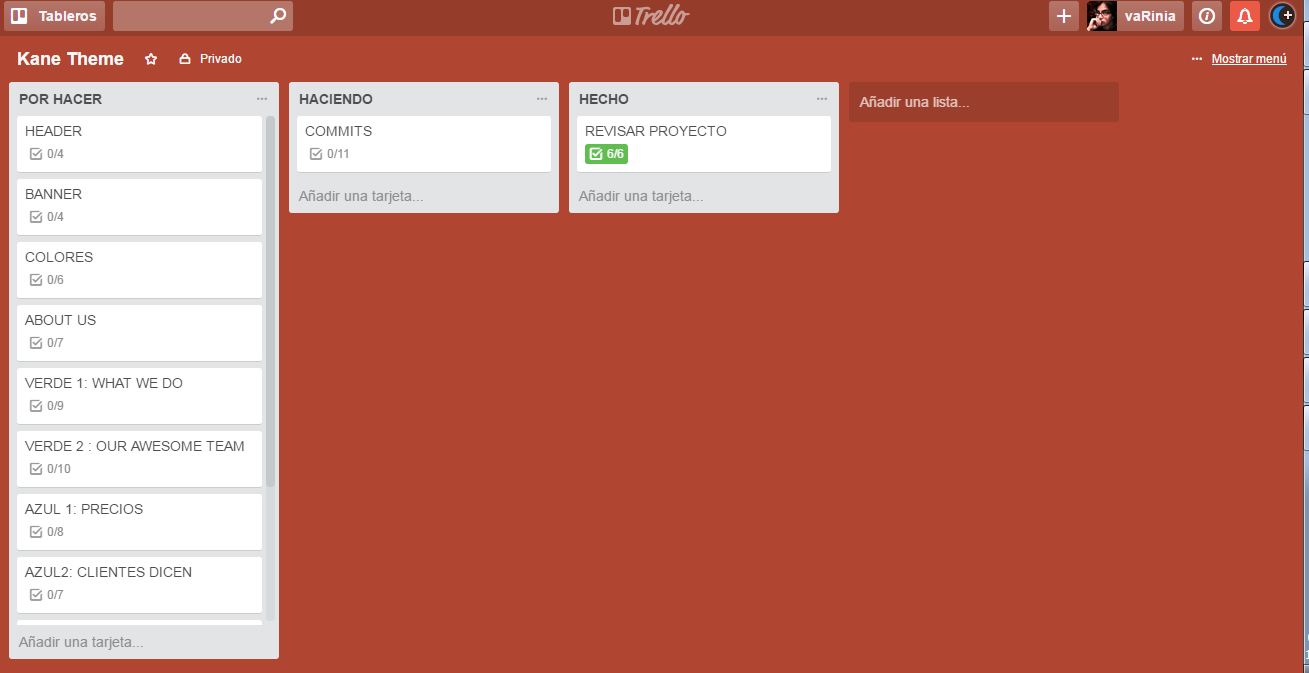 Tableros
Trello
vaRinia
Kane Theme
Privado
Mostrar menú
POR HACER
HEADER
0/4
BANNER
0/4
COLORES
0/6
ABOUT US
0/7
VERDE 1: WHAT WE DO
0/9
VERDE 2 : OUR AWESOME TEAM
0/10
AZUL 1: PRECIOS
0/8
AZUL2: CLIENTES DICEN
0/7
Añadir una tarjeta...
HACIENDO
COMMITS
0/11
Añadir una tarjeta...
HECHO
REVISAR PROYECTO
6/6
Añadir una tarjeta...
Añadir una lista...